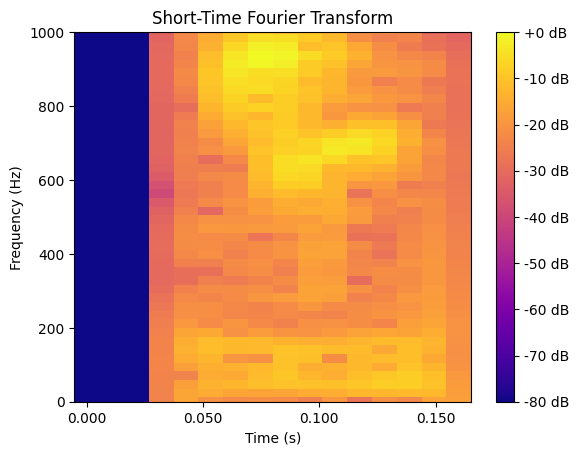 Short-Time Fourier Transform
1000
800
600
400
200
0
Frequency (Hz)
0.000
0.050
0.100
0.150
Time (s)
+0 dB
-10 dB
-20 dB
-30 dB
-40 dB
-50 dB
-60 dB
-70 dB
-80 dB